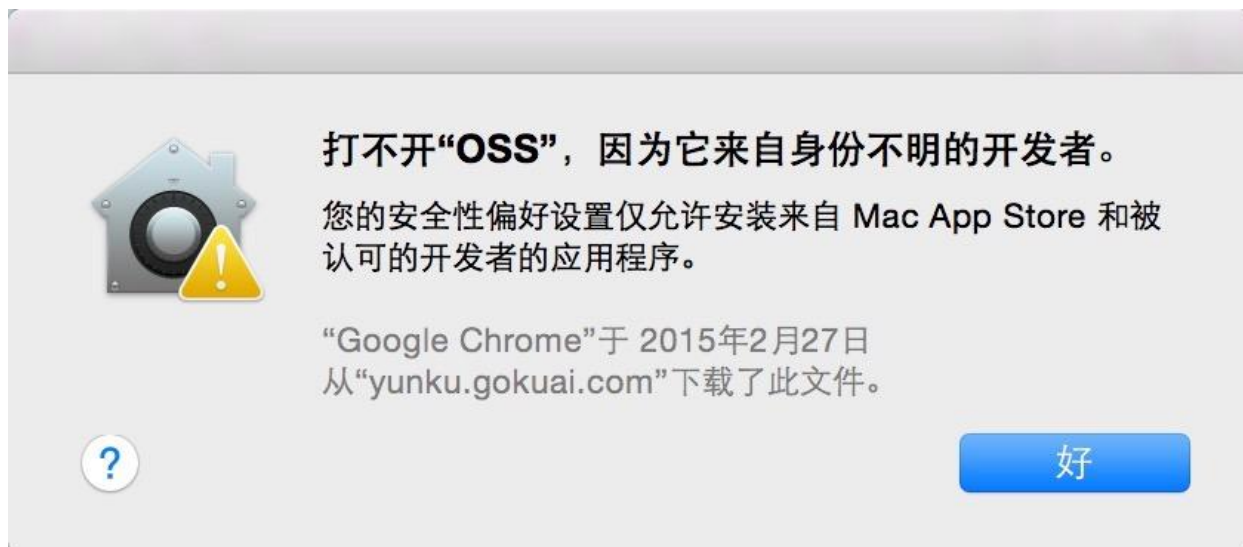 打不开“OSS”，因为它来自身份不明的开发者。
您的安全性偏好设置仅允许安装来自 Mac App Store 和被
认可的开发者的应用程序。
“Google Chrome”于 2015年2月27日
从“yunku.gokuai.com”下载了此文件。
?
好